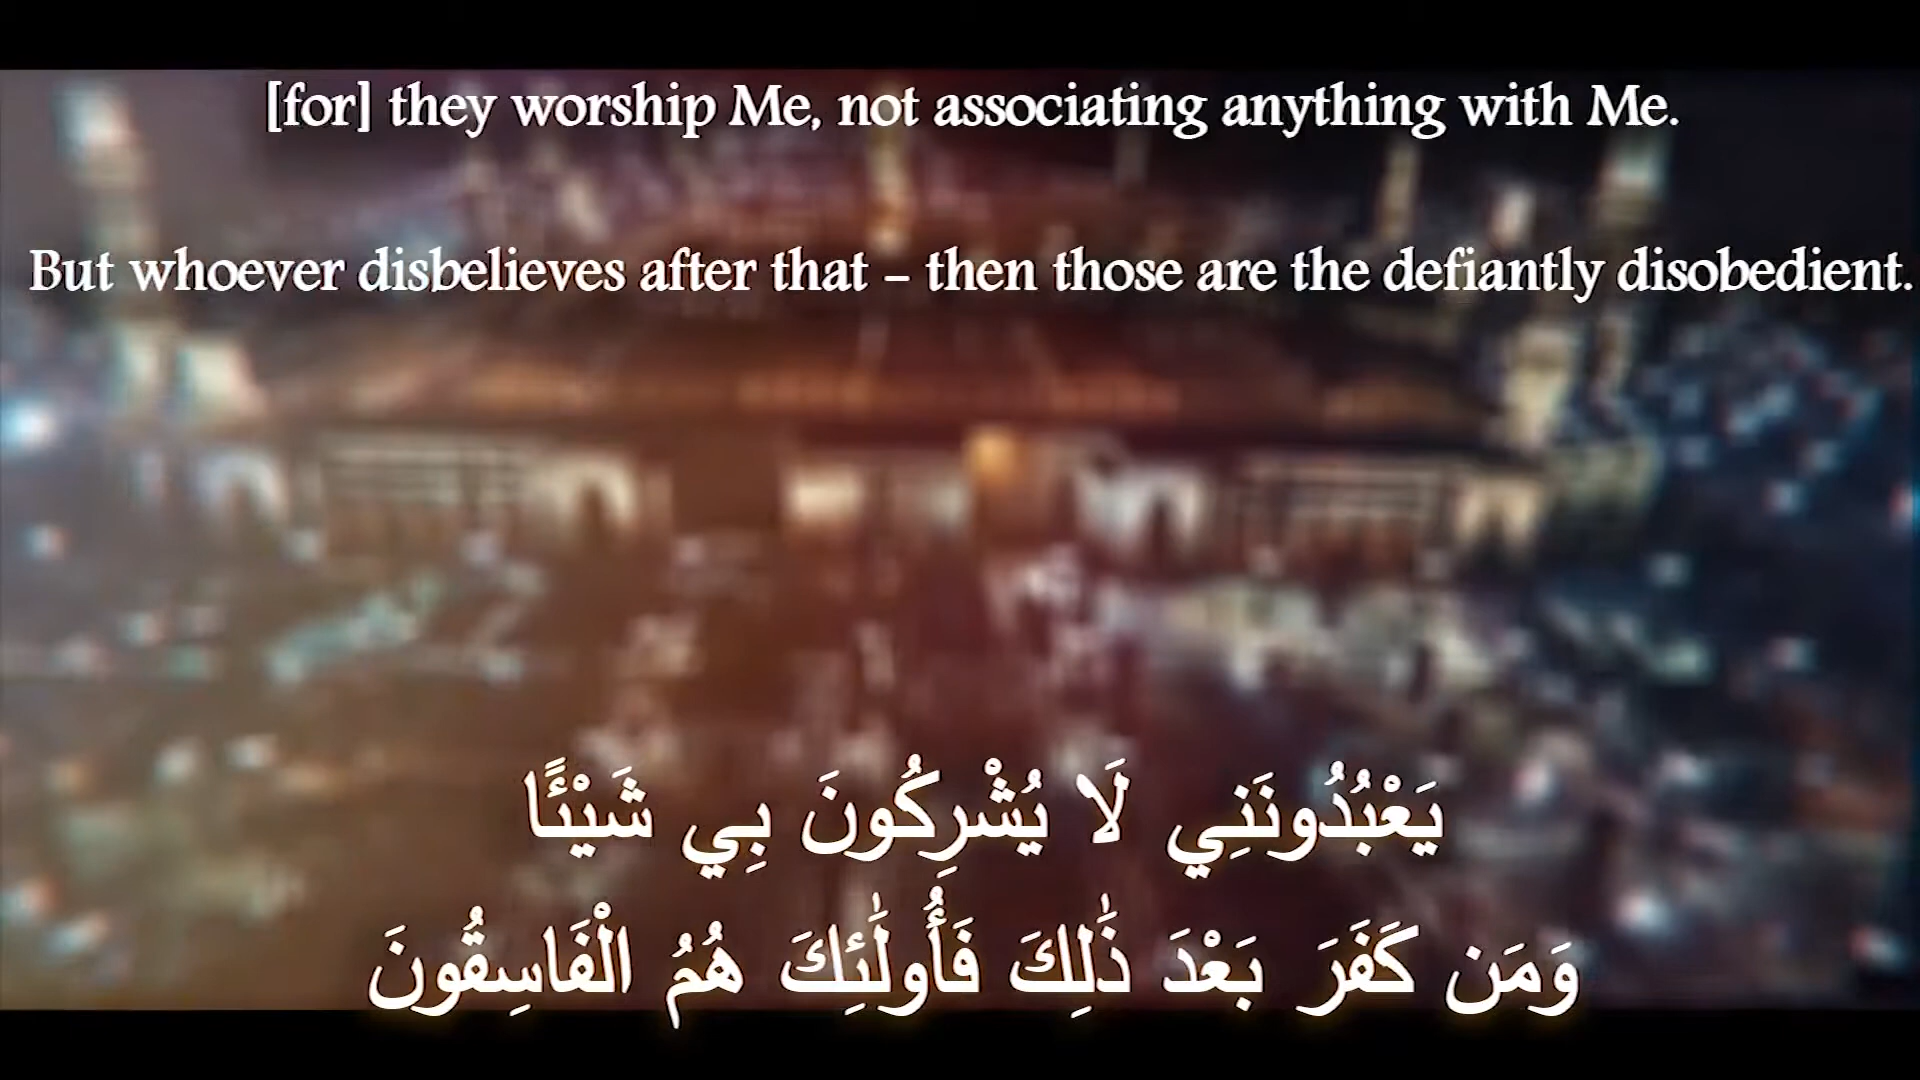 [for] they worship Me, not associating anything with Me.
But whoever disbelieves after that – then those are the defiantly disobedient.
يَعْبُدُونَنِي لَا يُشْرِكُونَ بِي شَيْئًا
وَمَن كَفَرَ بَعْدَ ذَٰلِكَ فَأُولَٰئِكَ هُمُ الْفَاسِقُونَ